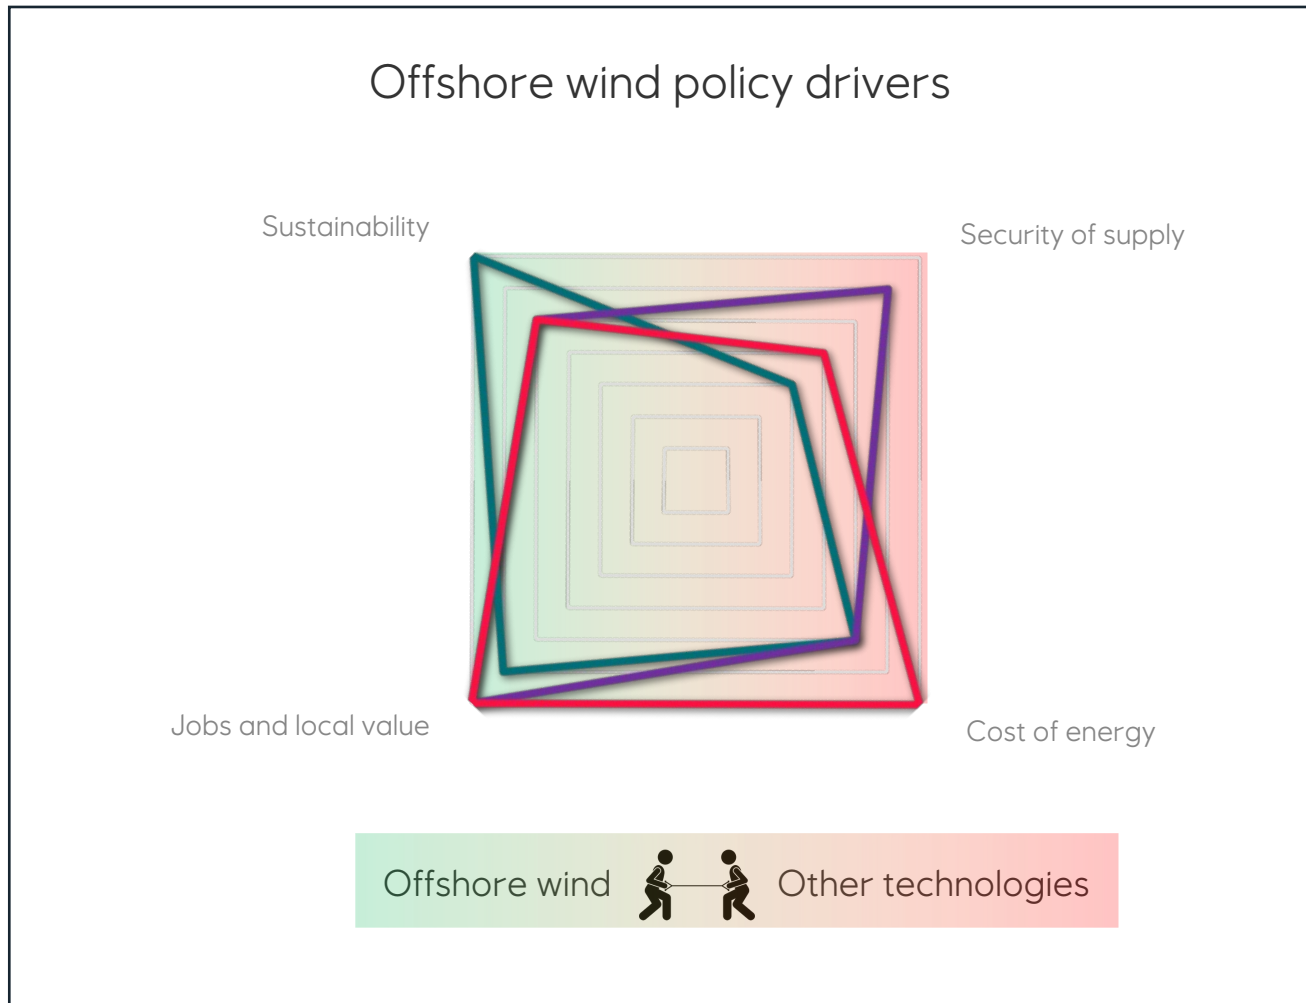 Offshore wind policy drivers
Sustainability
Security of supply
Jobs and local value
Cost of energy
Offshore wind
Other technologies